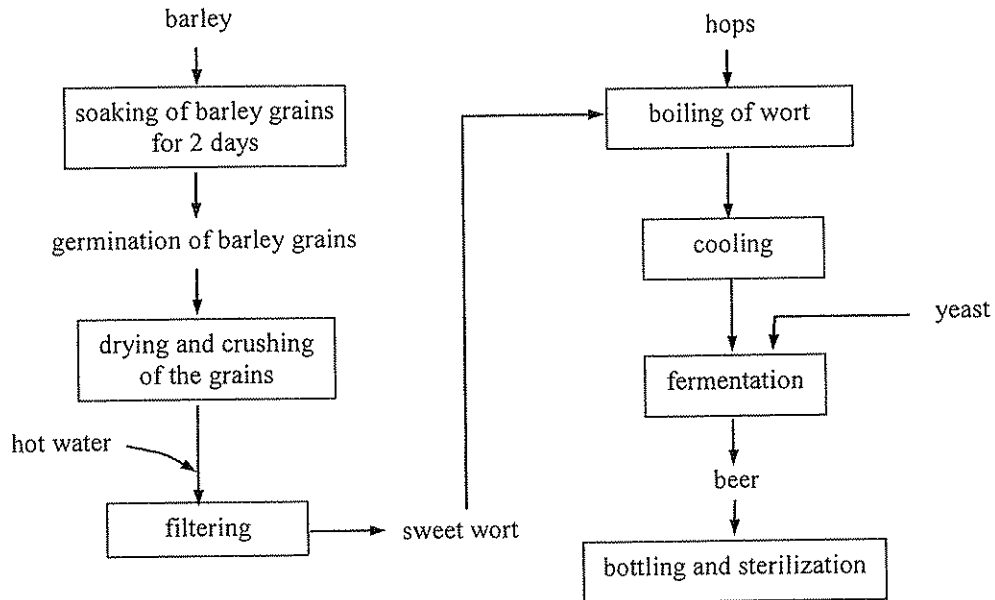 barley
soaking of barley grains
for 2 days
germination of barley grains
drying and crushing
of the grains
hot water
filtering
sweet wort
hops
boiling of wort
cooling
yeast
fermentation
beer
bottling and sterilization